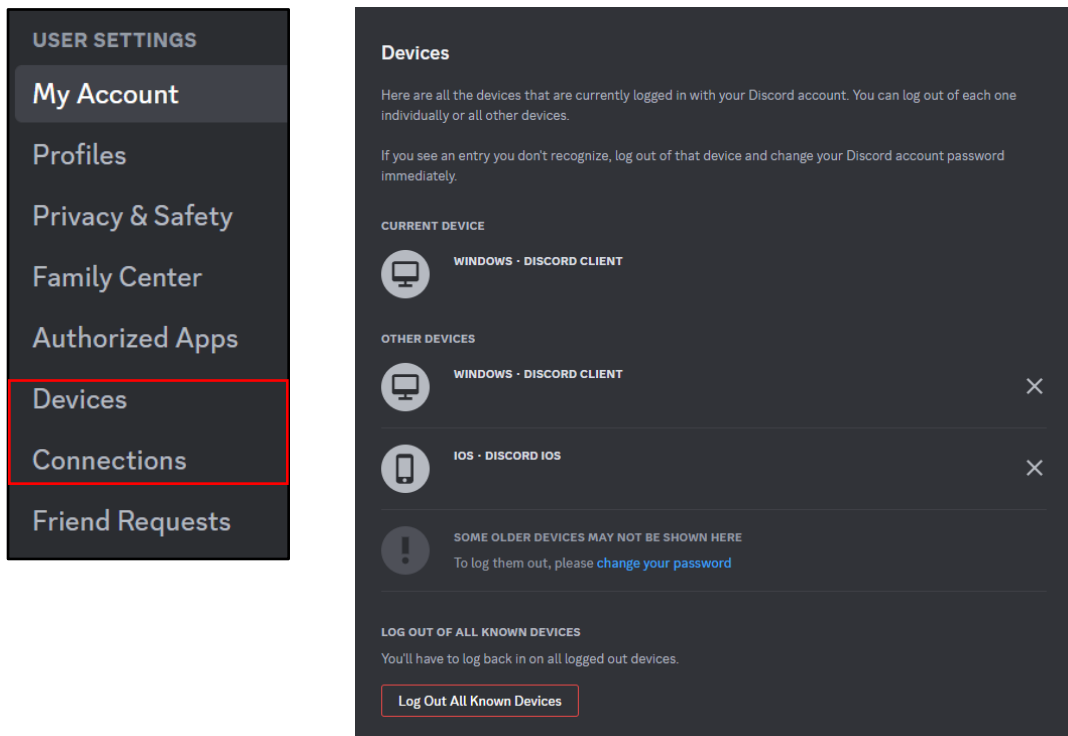 USER SETTINGS
My Account
Profiles
Privacy & Safety
Family Center
Authorized Apps
Devices
Connections
Friend Requests
Devices
Here are all the devices that are currently logged in with your Discord account. You can log out of each one
individually or all other devices.
If you see an entry you don't recognize, log out of that device and change your Discord account password
immediately.
CURRENT DEVICE
WINDOWS · DISCORD CLIENT
OTHER DEVICES
WINDOWS · DISCORD CLIENT
IOS · DISCORD IOS
SOME OLDER DEVICES MAY NOT BE SHOWN HERE
To log them out, please change your password
LOG OUT OF ALL KNOWN DEVICES
You'll have to log back in on all logged out devices.
Log Out All Known Devices